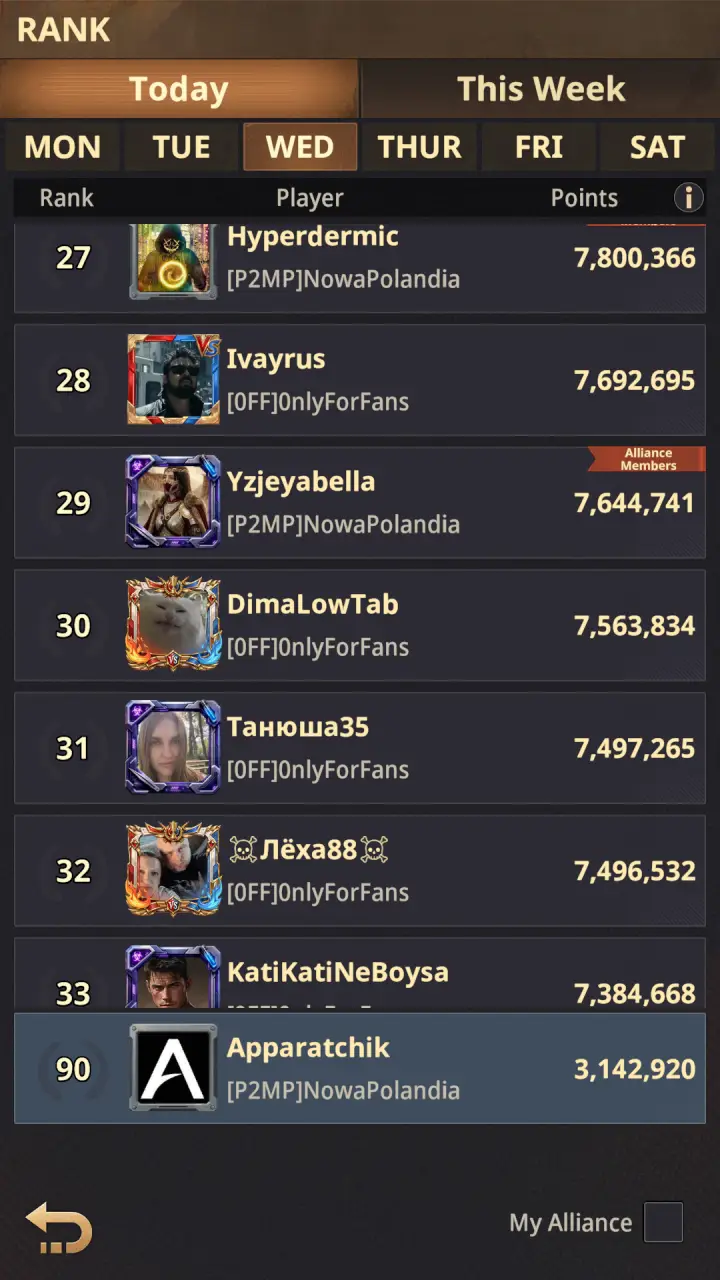 RANK
Today
This Week
MON
TUE
WED
THUR
FRI
SAT
Rank
Player
Points
27
Hyperdermic
[P2MP]NowaPolandia
7,800,366
28
Ivayrus
[0FF]0nlyForFans
7,692,695
29
Yzjeyabella
[P2MP]NowaPolandia
Alliance
Members
7,644,741
30
DimaLowTab
[0FF]0nlyForFans
7,563,834
31
Танюша35
[0FF]0nlyForFans
7,497,265
32
☠Лёха88☠
[0FF]0nlyForFans
7,496,532
33
KatiKatiNeBoysa
7,384,668
90
Apparatchik
[P2MP]NowaPolandia
3,142,920
My Alliance